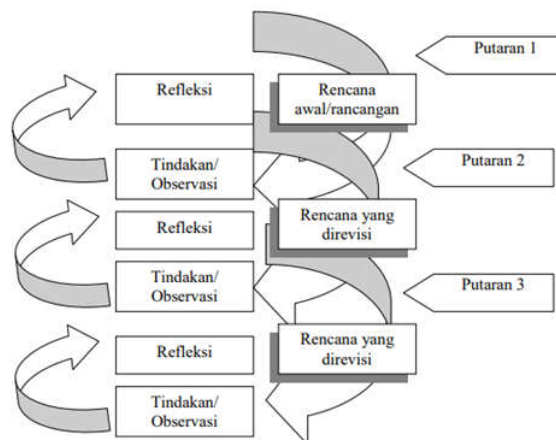 Putaran 1
Refleksi
Rencana
awal/rancangan
Tindakan/
Observasi
Putaran 2
Refleksi
Rencana yang
direvisi
Tindakan/
Observasi
Putaran 3
Refleksi
Rencana yang
direvisi
Tindakan/
Observasi